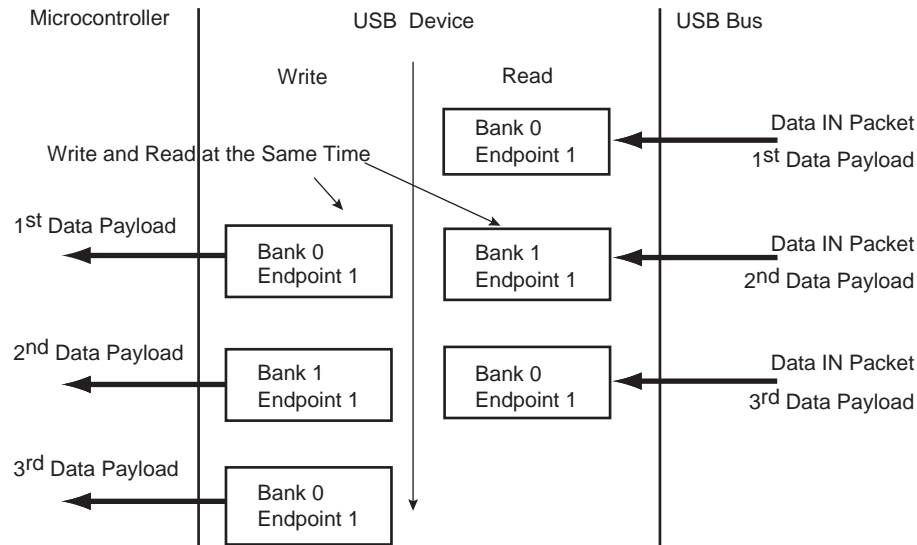 Microcontroller
USB Device
USB Bus
Write
Read
Bank 0
Endpoint 1
Data IN Packet
1st Data Payload
Write and Read at the Same Time
1st Data Payload
Bank 0
Endpoint 1
Bank 1
Endpoint 1
Data IN Packet
2nd Data Payload
2nd Data Payload
Bank 1
Endpoint 1
Bank 0
Endpoint 1
Data IN Packet
3rd Data Payload
3rd Data Payload
Bank 0
Endpoint 1